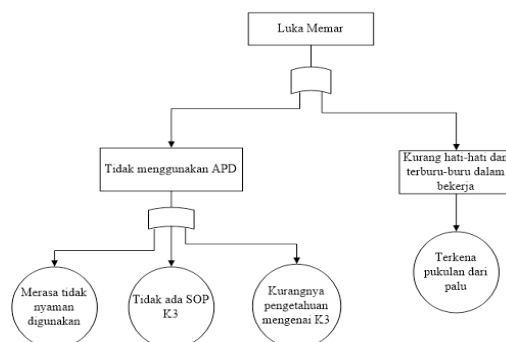 Luka Memar
Tidak menggunakan APD
Kurang hati-hati dan
terburu-buru dalam
bekerja
Merasa tidak
nyaman
digunakan
Tidak ada SOP
K3
Kurangnya
pengetahuan
mengenai K3
Terkena
pukulan dari
palu